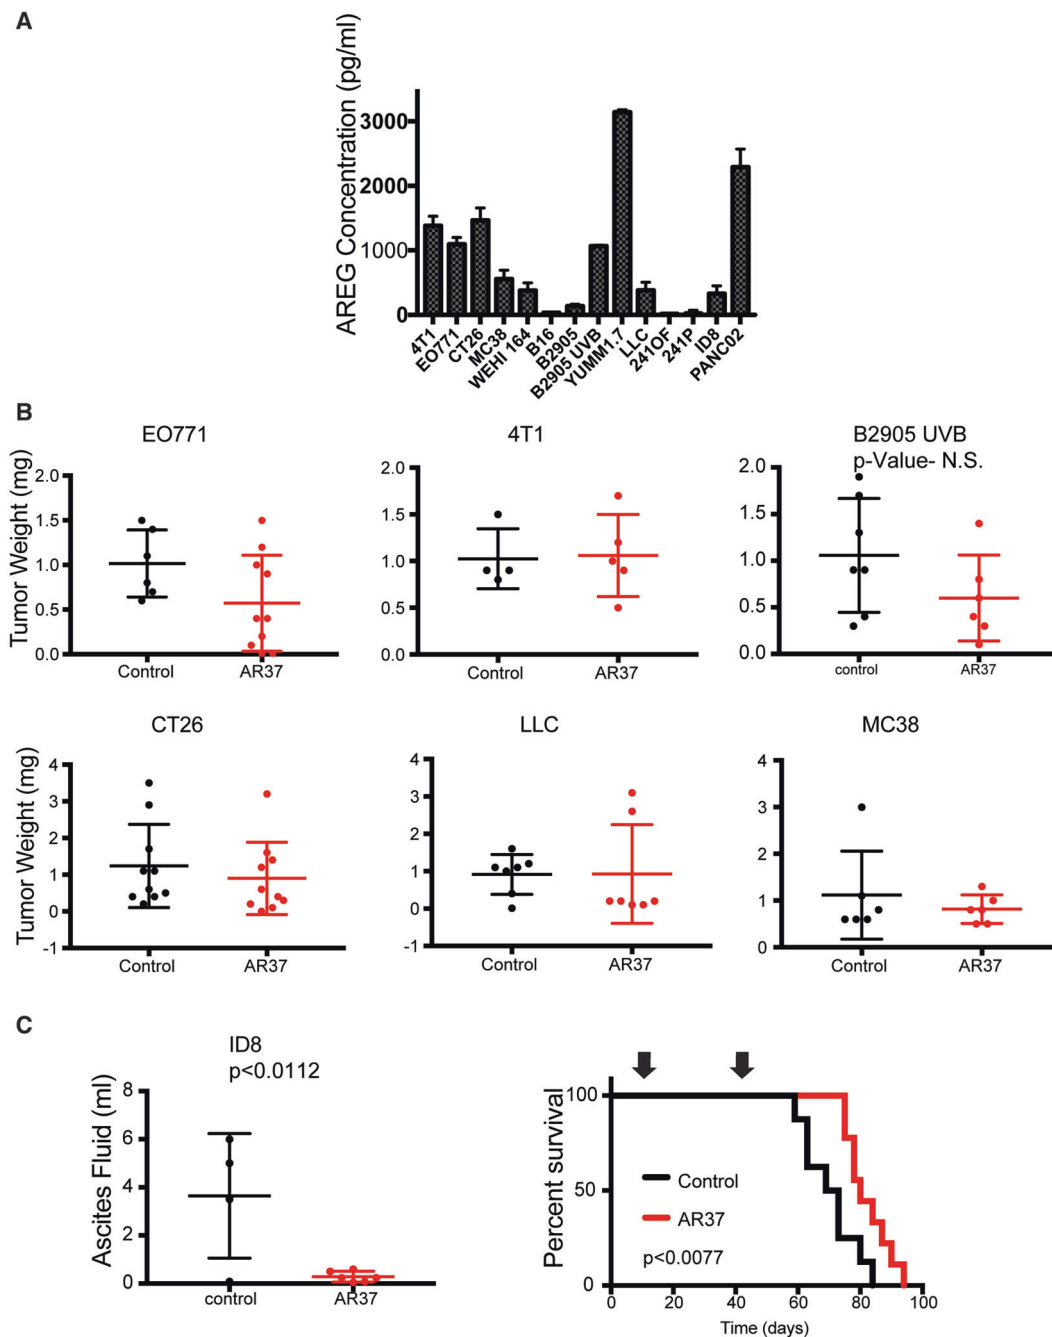 A
AREG Concentration (pg/ml)
3000
2000
1000
0
4T1
EO771
CT26
MC38
WEHI 164
B16
B2905
B2905 UVB
YUMM1.7
LLC
241OF
241P
ID8
PANC02
B
EO771
Tumor Weight (mg)
2.0
1.5
1.0
0.5
0.0
Control
AR37
4T1
2.0
1.5
1.0
0.5
0.0
Control
AR37
B2905 UVB
p-Value- N.S.
2.0
1.5
1.0
0.5
0.0
control
AR37
CT26
Tumor Weight (mg)
4
3
2
1
0
-1
Control
AR37
LLC
4
3
2
1
0
-1
Control
AR37
MC38
4
3
2
1
0
Control
AR37
C
ID8
p<0.0112
Ascites Fluid (ml)
8
6
4
2
0
control
AR37
Percent survival
100
50
0
Control
AR37
p<0.0077
0
20
40
60
80
100
Time (days)